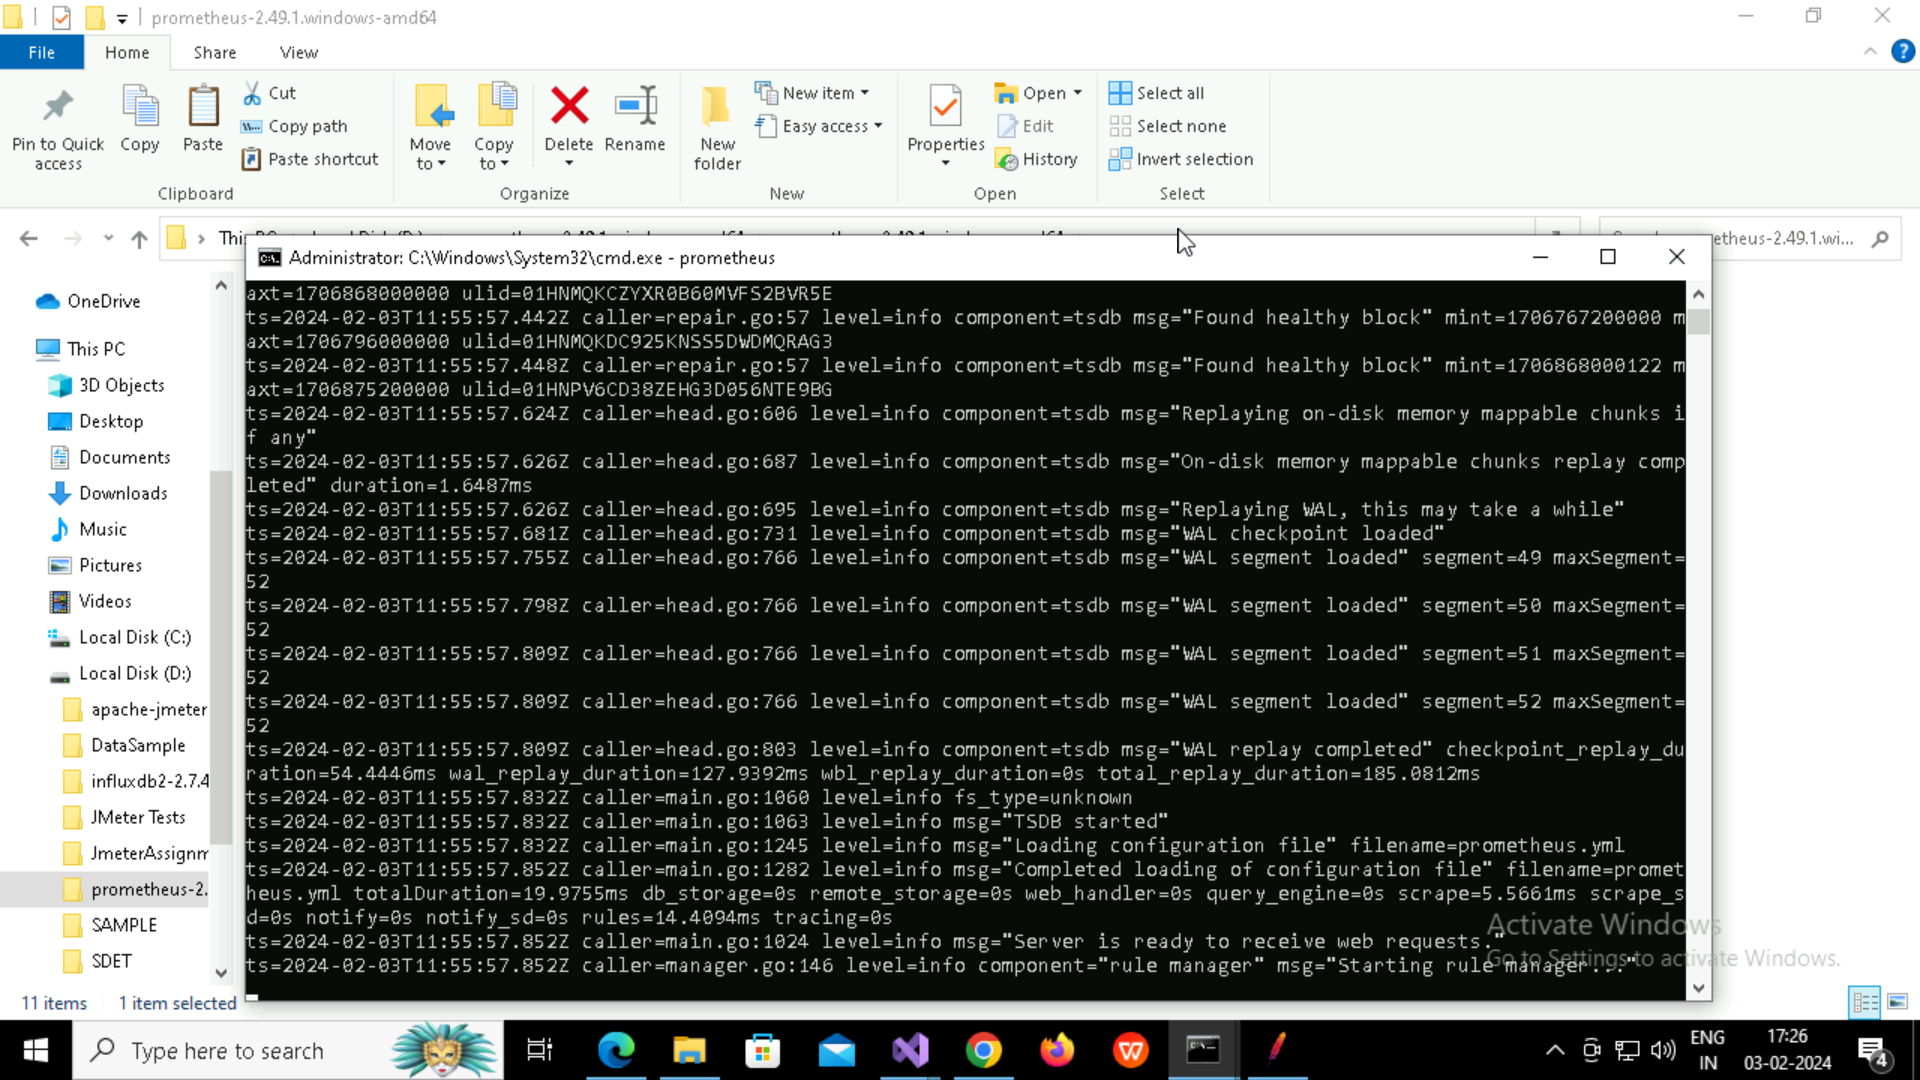 prometheus-2.49.1.windows-amd64
File
Home
Share
View
Pin to Quick access
Copy
Paste
Cut
Copy path
Paste shortcut
Move to
Copy to
Delete
Rename
New folder
New item
Easy access
Properties
Open
Edit
History
Select all
Select none
Invert selection
Clipboard
Organize
New
Open
Select
etheus-2.49.1.wi...
Administrator: C:\Windows\System32\cmd.exe - prometheus
axt=1706868000000 ulid=01HNMQKCZYXR0B60MVFS2BVR5E
ts=2024-02-03T11:55:57.442Z caller=repair.go:57 level=info component=tsdb msg="Found healthy block" mint=1706767200000 m
axt=1706796000000 ulid=01HNMQKDC925KNSS5DWDMQRAG3
ts=2024-02-03T11:55:57.448Z caller=repair.go:57 level=info component=tsdb msg="Found healthy block" mint=1706868000122 m
axt=1706875200000 ulid=01HNPV6CD38ZEHG3D056NTE9BG
ts=2024-02-03T11:55:57.624Z caller=head.go:606 level=info component=tsdb msg="Replaying on-disk memory mappable chunks i
f any"
ts=2024-02-03T11:55:57.626Z caller=head.go:687 level=info component=tsdb msg="On-disk memory mappable chunks replay comp
leted" duration=1.6487ms
ts=2024-02-03T11:55:57.626Z caller=head.go:695 level=info component=tsdb msg="Replaying WAL, this may take a while"
ts=2024-02-03T11:55:57.681Z caller=head.go:731 level=info component=tsdb msg="WAL checkpoint loaded"
ts=2024-02-03T11:55:57.755Z caller=head.go:766 level=info component=tsdb msg="WAL segment loaded" segment=49 maxSegment=
52
ts=2024-02-03T11:55:57.798Z caller=head.go:766 level=info component=tsdb msg="WAL segment loaded" segment=50 maxSegment=
52
ts=2024-02-03T11:55:57.809Z caller=head.go:766 level=info component=tsdb msg="WAL segment loaded" segment=51 maxSegment=
52
ts=2024-02-03T11:55:57.809Z caller=head.go:766 level=info component=tsdb msg="WAL segment loaded" segment=52 maxSegment=
52
ts=2024-02-03T11:55:57.809Z caller=head.go:803 level=info component=tsdb msg="WAL replay completed" checkpoint_replay_du
ration=54.4446ms wal_replay_duration=127.9392ms wbl_replay_duration=0s total_replay_duration=185.0812ms
ts=2024-02-03T11:55:57.832Z caller=main.go:1060 level=info fs_type=unknown
ts=2024-02-03T11:55:57.832Z caller=main.go:1063 level=info msg="TSDB started"
ts=2024-02-03T11:55:57.832Z caller=main.go:1245 level=info msg="Loading configuration file" filename=prometheus.yml
ts=2024-02-03T11:55:57.852Z caller=main.go:1282 level=info msg="Completed loading of configuration file" filename=promet
heus.yml totalDuration=19.9755ms db_storage=0s remote_storage=0s web_handler=0s query_engine=0s scrape=5.5661ms scrape_s
d=0s notify=0s notify_sd=0s rules=14.4094ms tracing=0s
ts=2024-02-03T11:55:57.852Z caller=main.go:1024 level=info msg="Server is ready to receive web requests."
ts=2024-02-03T11:55:57.852Z caller=manager.go:146 level=info component="rule manager" msg="Starting rule manager..."
OneDrive
This PC
3D Objects
Desktop
Documents
Downloads
Music
Pictures
Videos
Local Disk (C:)
Local Disk (D:)
apache-jmeter
DataSample
influxdb2-2.7.4
JMeter Tests
JmeterAssignm
prometheus-2.
SAMPLE
SDET
Activate Windows
Go to Settings to activate Windows.
11 items
1 item selected
Type here to search
ENG
IN
17:26
03-02-2024
4